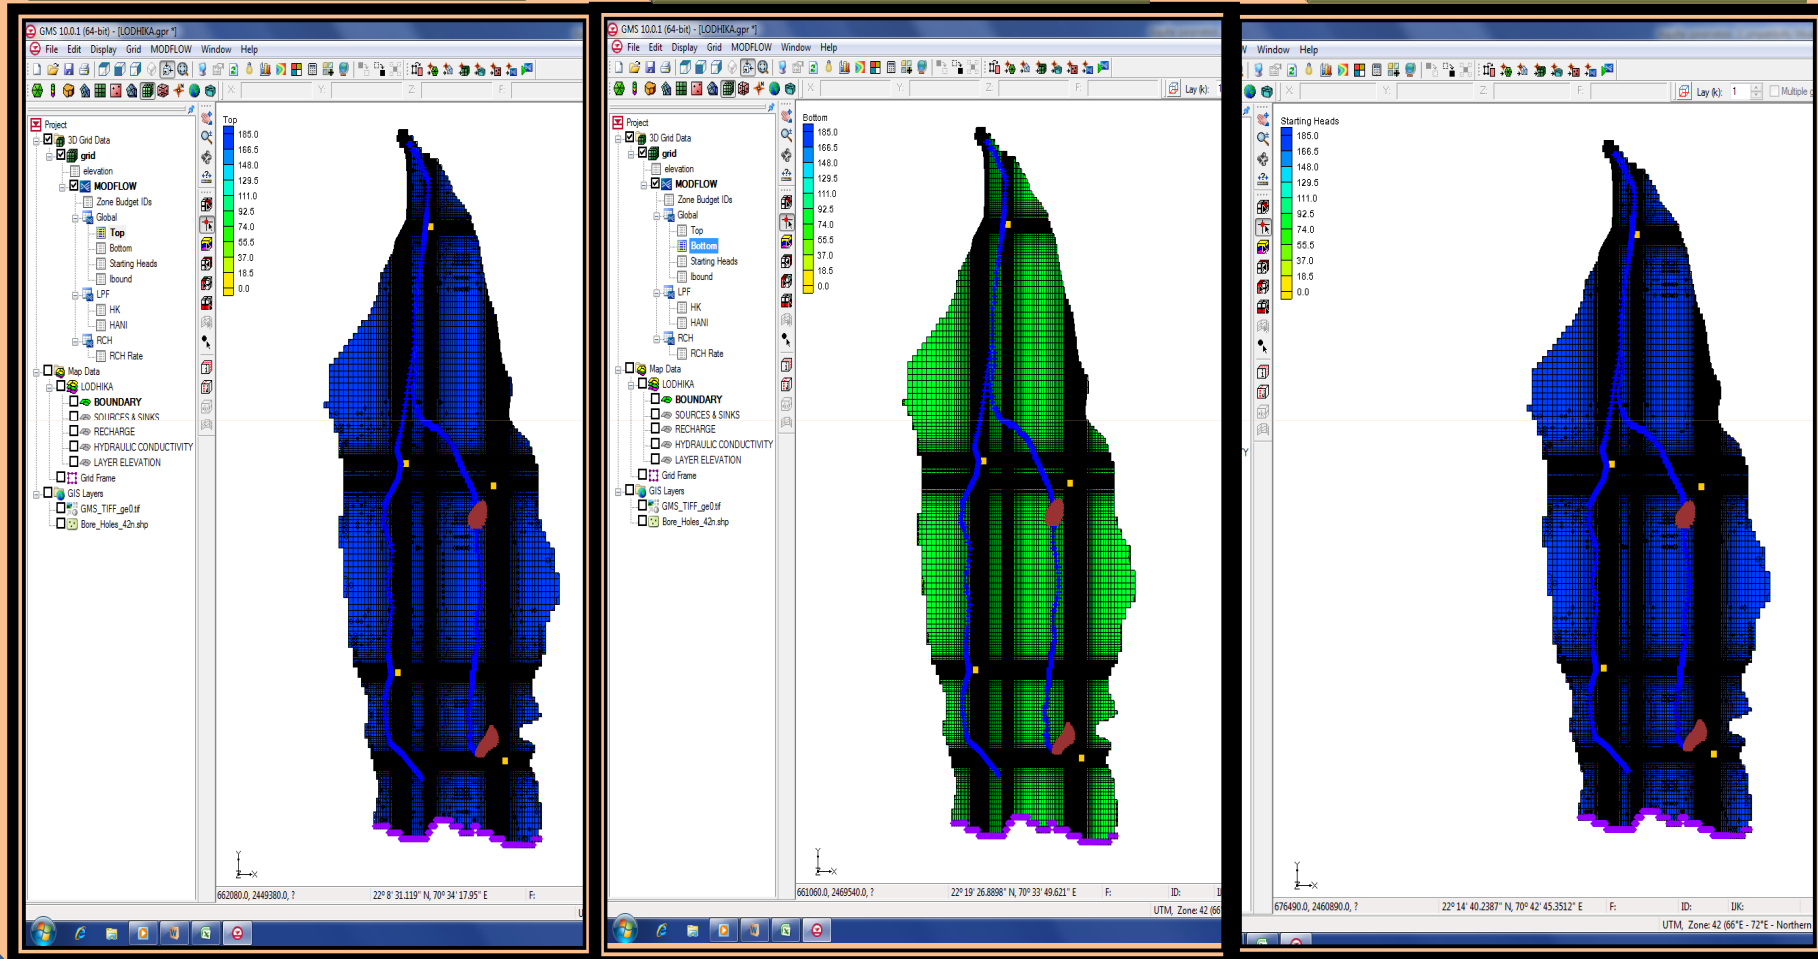 GMS 10.0.1 (64-bit) - [LODHIKA.gpr *]
File Edit Display Grid MODFLOW Window Help
X: Y: Z: F:
Project
3D Grid Data
grid
elevation
MODFLOW
Zone Budget IDs
Global
Top
Bottom
Starting Heads
Ibound
LPF
HK
HANI
RCH
RCH Rate
Map Data
LODHIKA
BOUNDARY
SOURCES & SINKS
RECHARGE
HYDRAULIC CONDUCTIVITY
LAYER ELEVATION
Grid Frame
GIS Layers
GMS_TIFF_ge0.tif
Bore_Holes_42n.shp
Top
185.0
166.5
148.0
129.5
111.0
92.5
74.0
55.5
37.0
18.5
0.0
Y
Z X
662080.0, 2449380.0, ? 22º 8' 31.119" N, 70º 34' 17.95" E F:
U
GMS 10.0.1 (64-bit) - [LODHIKA.gpr *]
File Edit Display Grid MODFLOW Window Help
X: Y: Z: F: Lay (k): 1
Project
3D Grid Data
grid
elevation
MODFLOW
Zone Budget IDs
Global
Top
Bottom
Starting Heads
Ibound
LPF
HK
HANI
RCH
RCH Rate
Map Data
LODHIKA
BOUNDARY
SOURCES & SINKS
RECHARGE
HYDRAULIC CONDUCTIVITY
LAYER ELEVATION
Grid Frame
GIS Layers
GMS_TIFF_ge0.tif
Bore_Holes_42n.shp
Bottom
185.0
166.5
148.0
129.5
111.0
92.5
74.0
55.5
37.0
18.5
0.0
Y
Z X
661060.0, 2469540.0, ? 22º 19' 26.8898" N, 70º 33' 49.621" E F: ID: I
UTM, Zone: 42 (66
W Window Help
X: Y: Z: F: Lay (k): 1 Multiple g
Starting Heads
185.0
166.5
148.0
129.5
111.0
92.5
74.0
55.5
37.0
18.5
0.0
Y
Y
Z X
676490.0, 2460890.0, ? 22º 14' 40.2387" N, 70º 42' 45.3512" E F: ID: IJK:
UTM, Zone: 42 (66°E - 72°E - Northern